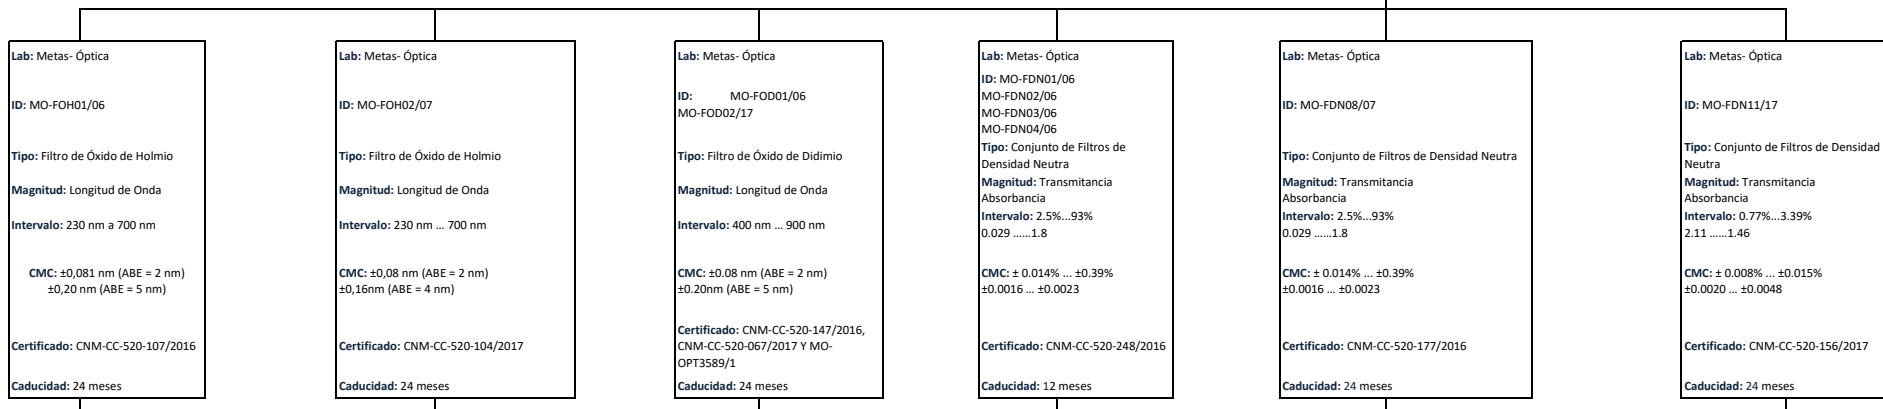 Lab: Metas- Óptica
ID: MO-FOH01/06
Tipo: Filtro de Óxido de Holmio
Magnitud: Longitud de Onda
Intervalo: 230 nm a 700 nm
CMC: ±0,081 nm (ABE = 2 nm)
±0,20 nm (ABE = 5 nm)
Certificado: CNM-CC-520-107/2016
Caducidad: 24 meses
Lab: Metas- Óptica
ID: MO-FOH02/07
Tipo: Filtro de Óxido de Holmio
Magnitud: Longitud de Onda
Intervalo: 230 nm ... 700 nm
CMC: ±0,08 nm (ABE = 2 nm)
±0,16nm (ABE = 4 nm)
Certificado: CNM-CC-520-104/2017
Caducidad: 24 meses
Lab: Metas- Óptica
ID: MO-FOD01/06
MO-FOD02/17
Tipo: Filtro de Óxido de Didimio
Magnitud: Longitud de Onda
Intervalo: 400 nm ... 900 nm
CMC: ±0.08 nm (ABE = 2 nm)
±0.20nm (ABE = 5 nm)
Certificado: CNM-CC-520-147/2016,
CNM-CC-520-067/2017 Y MO-
OPT3589/1
Caducidad: 24 meses
Lab: Metas- Óptica
ID: MO-FDN01/06
MO-FDN02/06
MO-FDN03/06
MO-FDN04/06
Tipo: Conjunto de Filtros de
Densidad Neutra
Magnitud: Transmitancia
Absorbancia
Intervalo: 2.5%...93%
0.029 ......1.8
CMC: ± 0.014% ... ±0.39%
±0.0016 ... ±0.0023
Certificado: CNM-CC-520-248/2016
Caducidad: 12 meses
Lab: Metas- Óptica
ID: MO-FDN08/07
Tipo: Conjunto de Filtros de Densidad Neutra
Magnitud: Transmitancia
Absorbancia
Intervalo: 2.5%...93%
0.029 ......1.8
CMC: ± 0.014% ... ±0.39%
±0.0016 ... ±0.0023
Certificado: CNM-CC-520-177/2016
Caducidad: 24 meses
Lab: Metas- Óptica
ID: MO-FDN11/17
Tipo: Conjunto de Filtros de Densidad
Neutra
Magnitud: Transmitancia
Absorbancia
Intervalo: 0.77%...3.39%
2.11 ......1.46
CMC: ± 0.008% ... ±0.015%
±0.0020 ... ±0.0048
Certificado: CNM-CC-520-156/2017
Caducidad: 24 meses